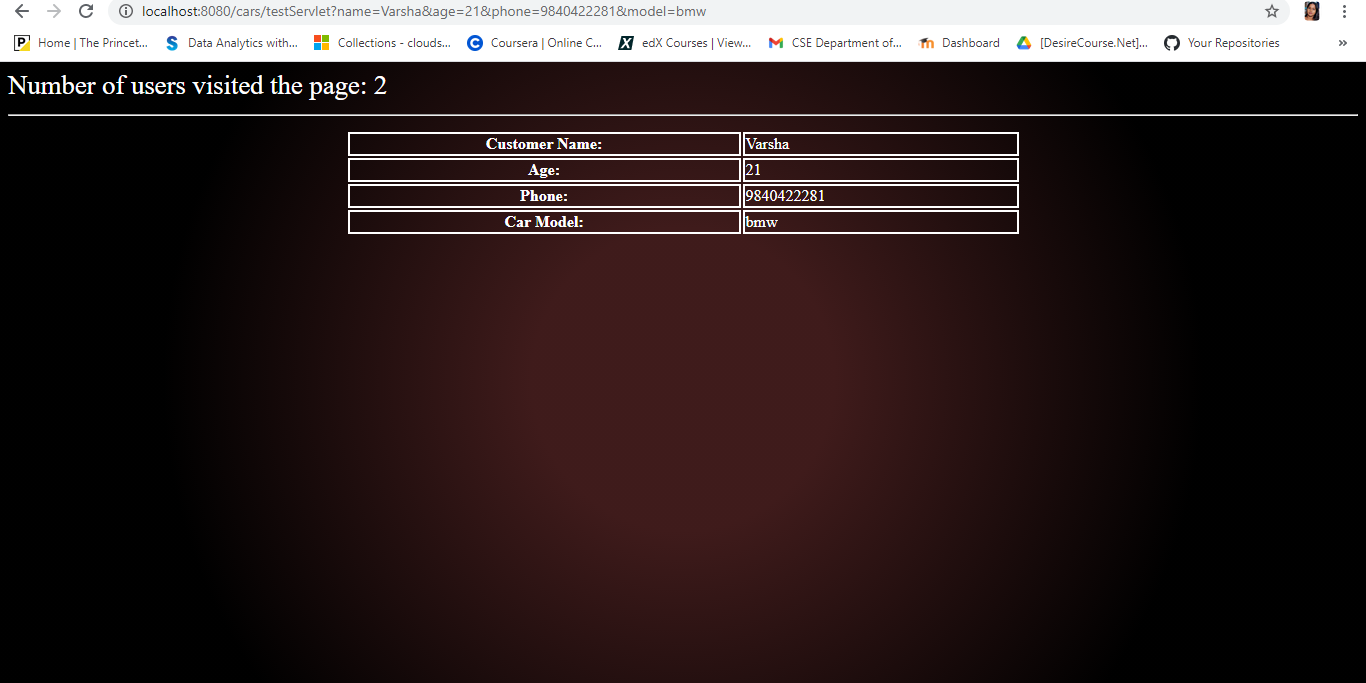 localhost:8080/cars/testServlet?name=Varsha&age=21&phone=9840422281&model=bmw
Home | The Princet... Data Analytics with... Collections - clouds... Coursera | Online C... edX Courses | View... CSE Department of... Dashboard [DesireCourse.Net]... Your Repositories »
Number of users visited the page: 2
Customer Name: Varsha
Age: 21
Phone: 9840422281
Car Model: bmw